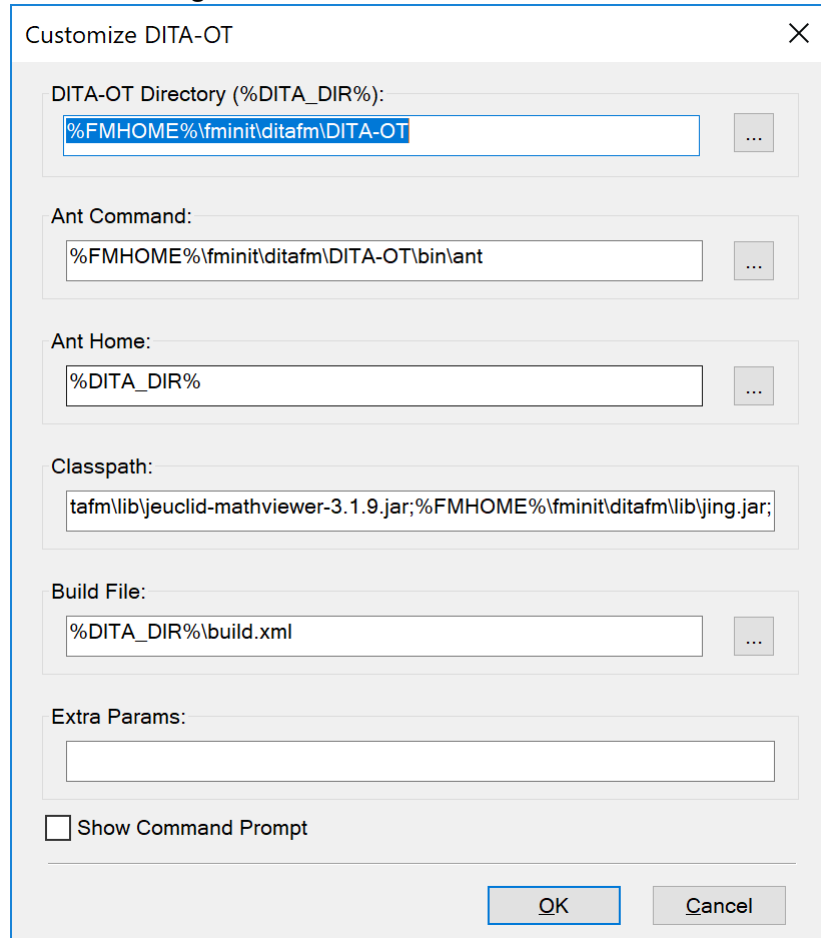 Customize DITA-OT
DITA-OT Directory (%DITA_DIR%):
%FMHOME%\fminit\ditafm\DITA-OT
...
Ant Command:
%FMHOME%\fminit\ditafm\DITA-OT\bin\ant
...
Ant Home:
%DITA_DIR%
...
Classpath:
tafm\lib\jeuclid-mathviewer-3.1.9.jar;%FMHOME%\fminit\ditafm\lib\jing.jar;
Build File:
%DITA_DIR%\build.xml
...
Extra Params:
Show Command Prompt
OK
Cancel